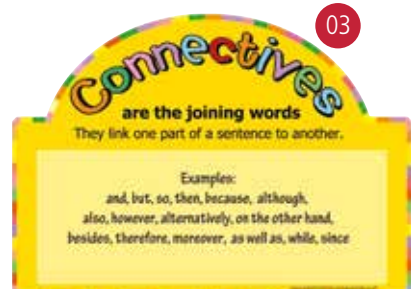 03
Connectives
are the joining words
They link one part of a sentence to another.
Examples:
and, but, so, then, because, although,
also, however, alternatively, on the other hand,
besides, therefore, moreover, as well as, while, since